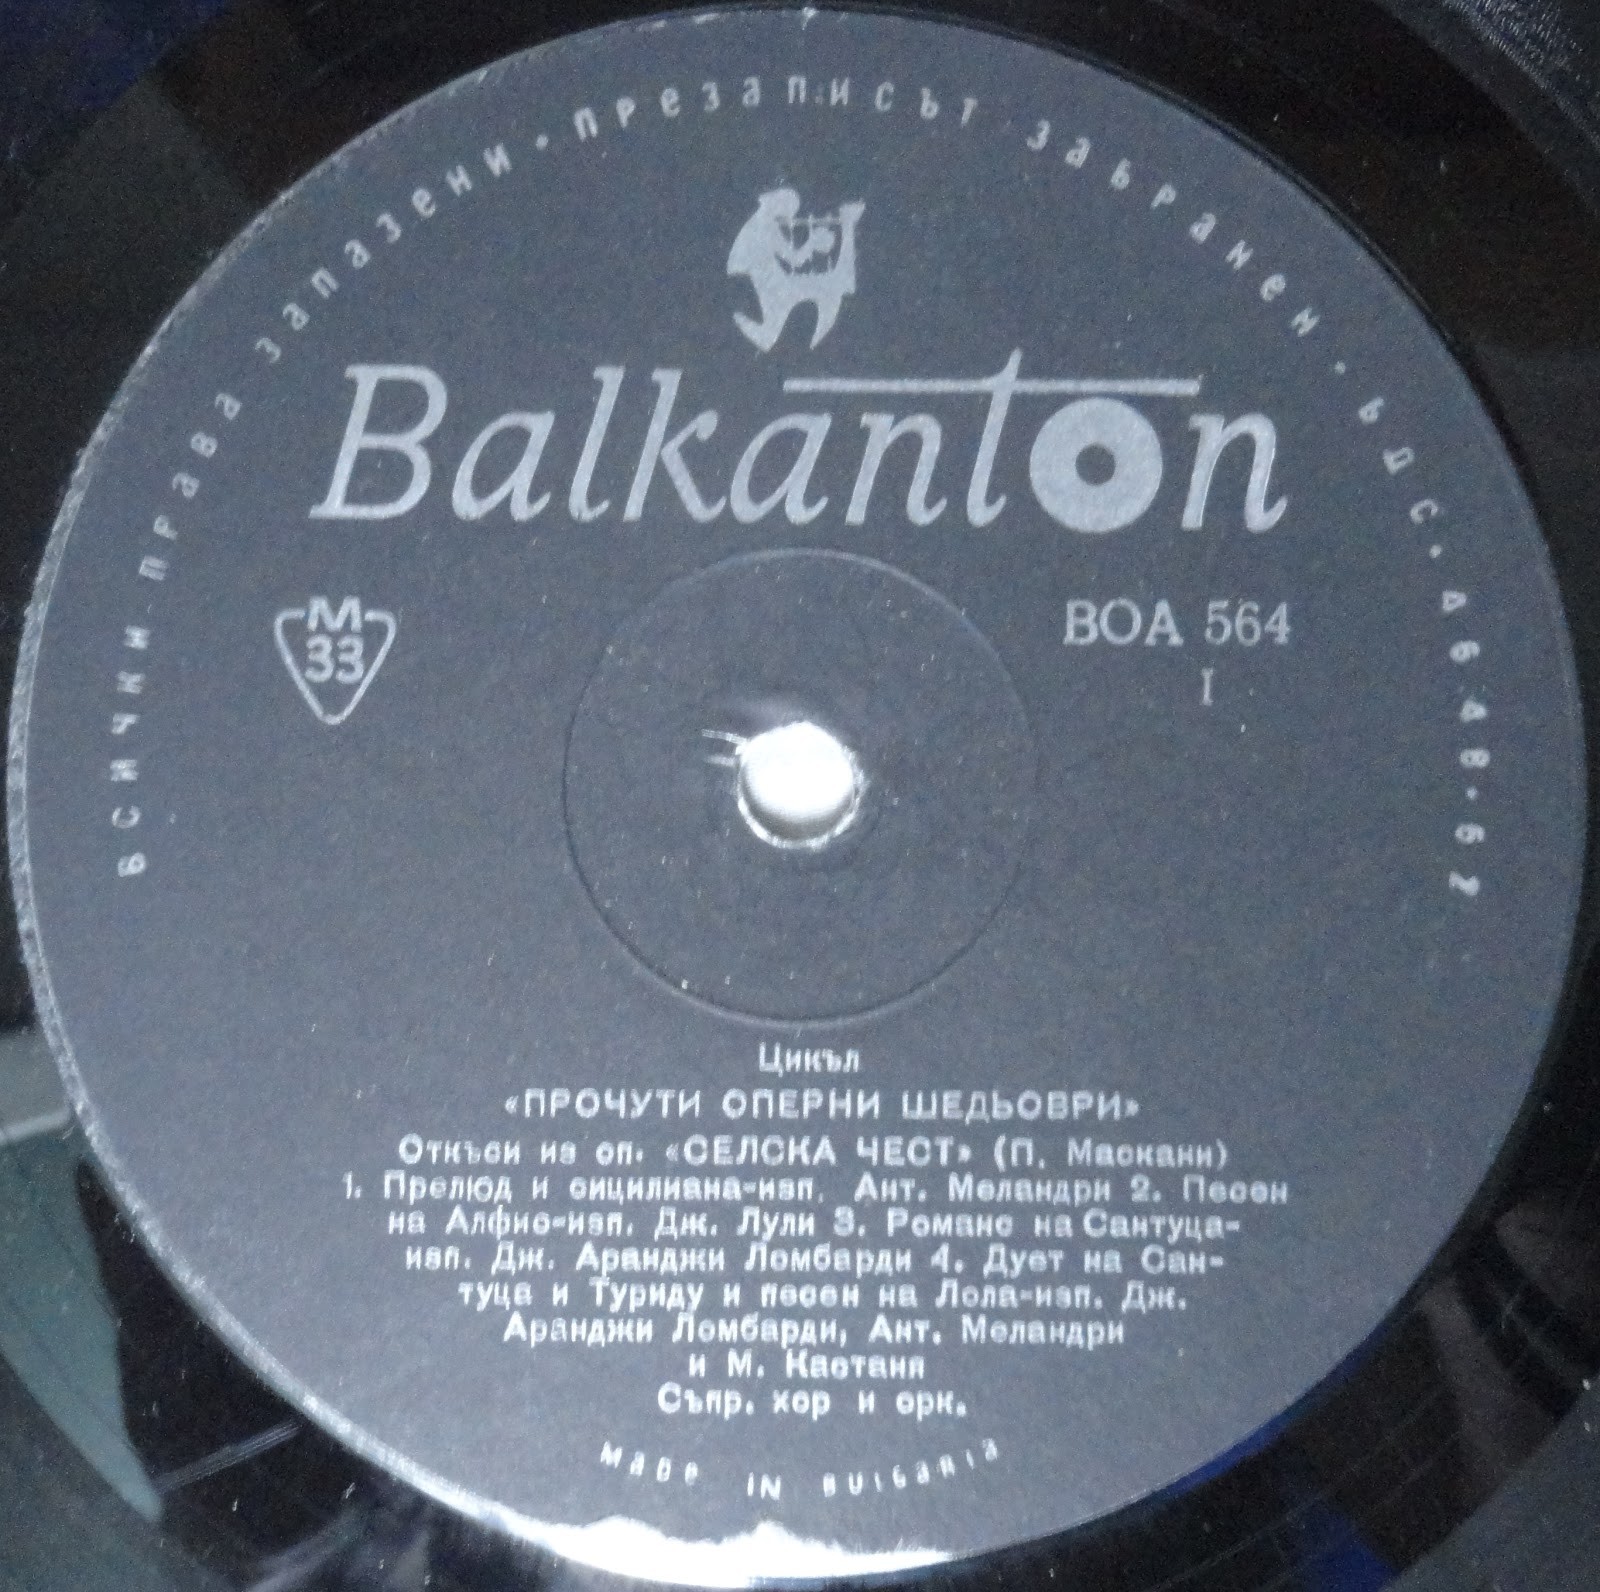 всички права запазени · презаписът забранен · бдс. 4648·62
Balkanton
М
33
ВОА 564
I
Цикъл
«ПРОЧУТИ ОПЕРНИ ШЕДЬОВРИ»
Откъси из оп. «СЕЛСКА ЧЕСТ» (П. Маскани)
1. Прелюд и сицилиана-изп. Ант. Меландри 2. Песен
на Алфио-изп. Дж. Лули 3. Романс на Сантуца-
изп. Дж. Аранджи Ломбарди 4. Дует на Сан-
туца и Туриду и песен на Лола-изп. Дж.
Аранджи Ломбарди, Ант. Меландри
и М. Кастаня
Съпр. хор и орк.
MADE IN BULGARIA